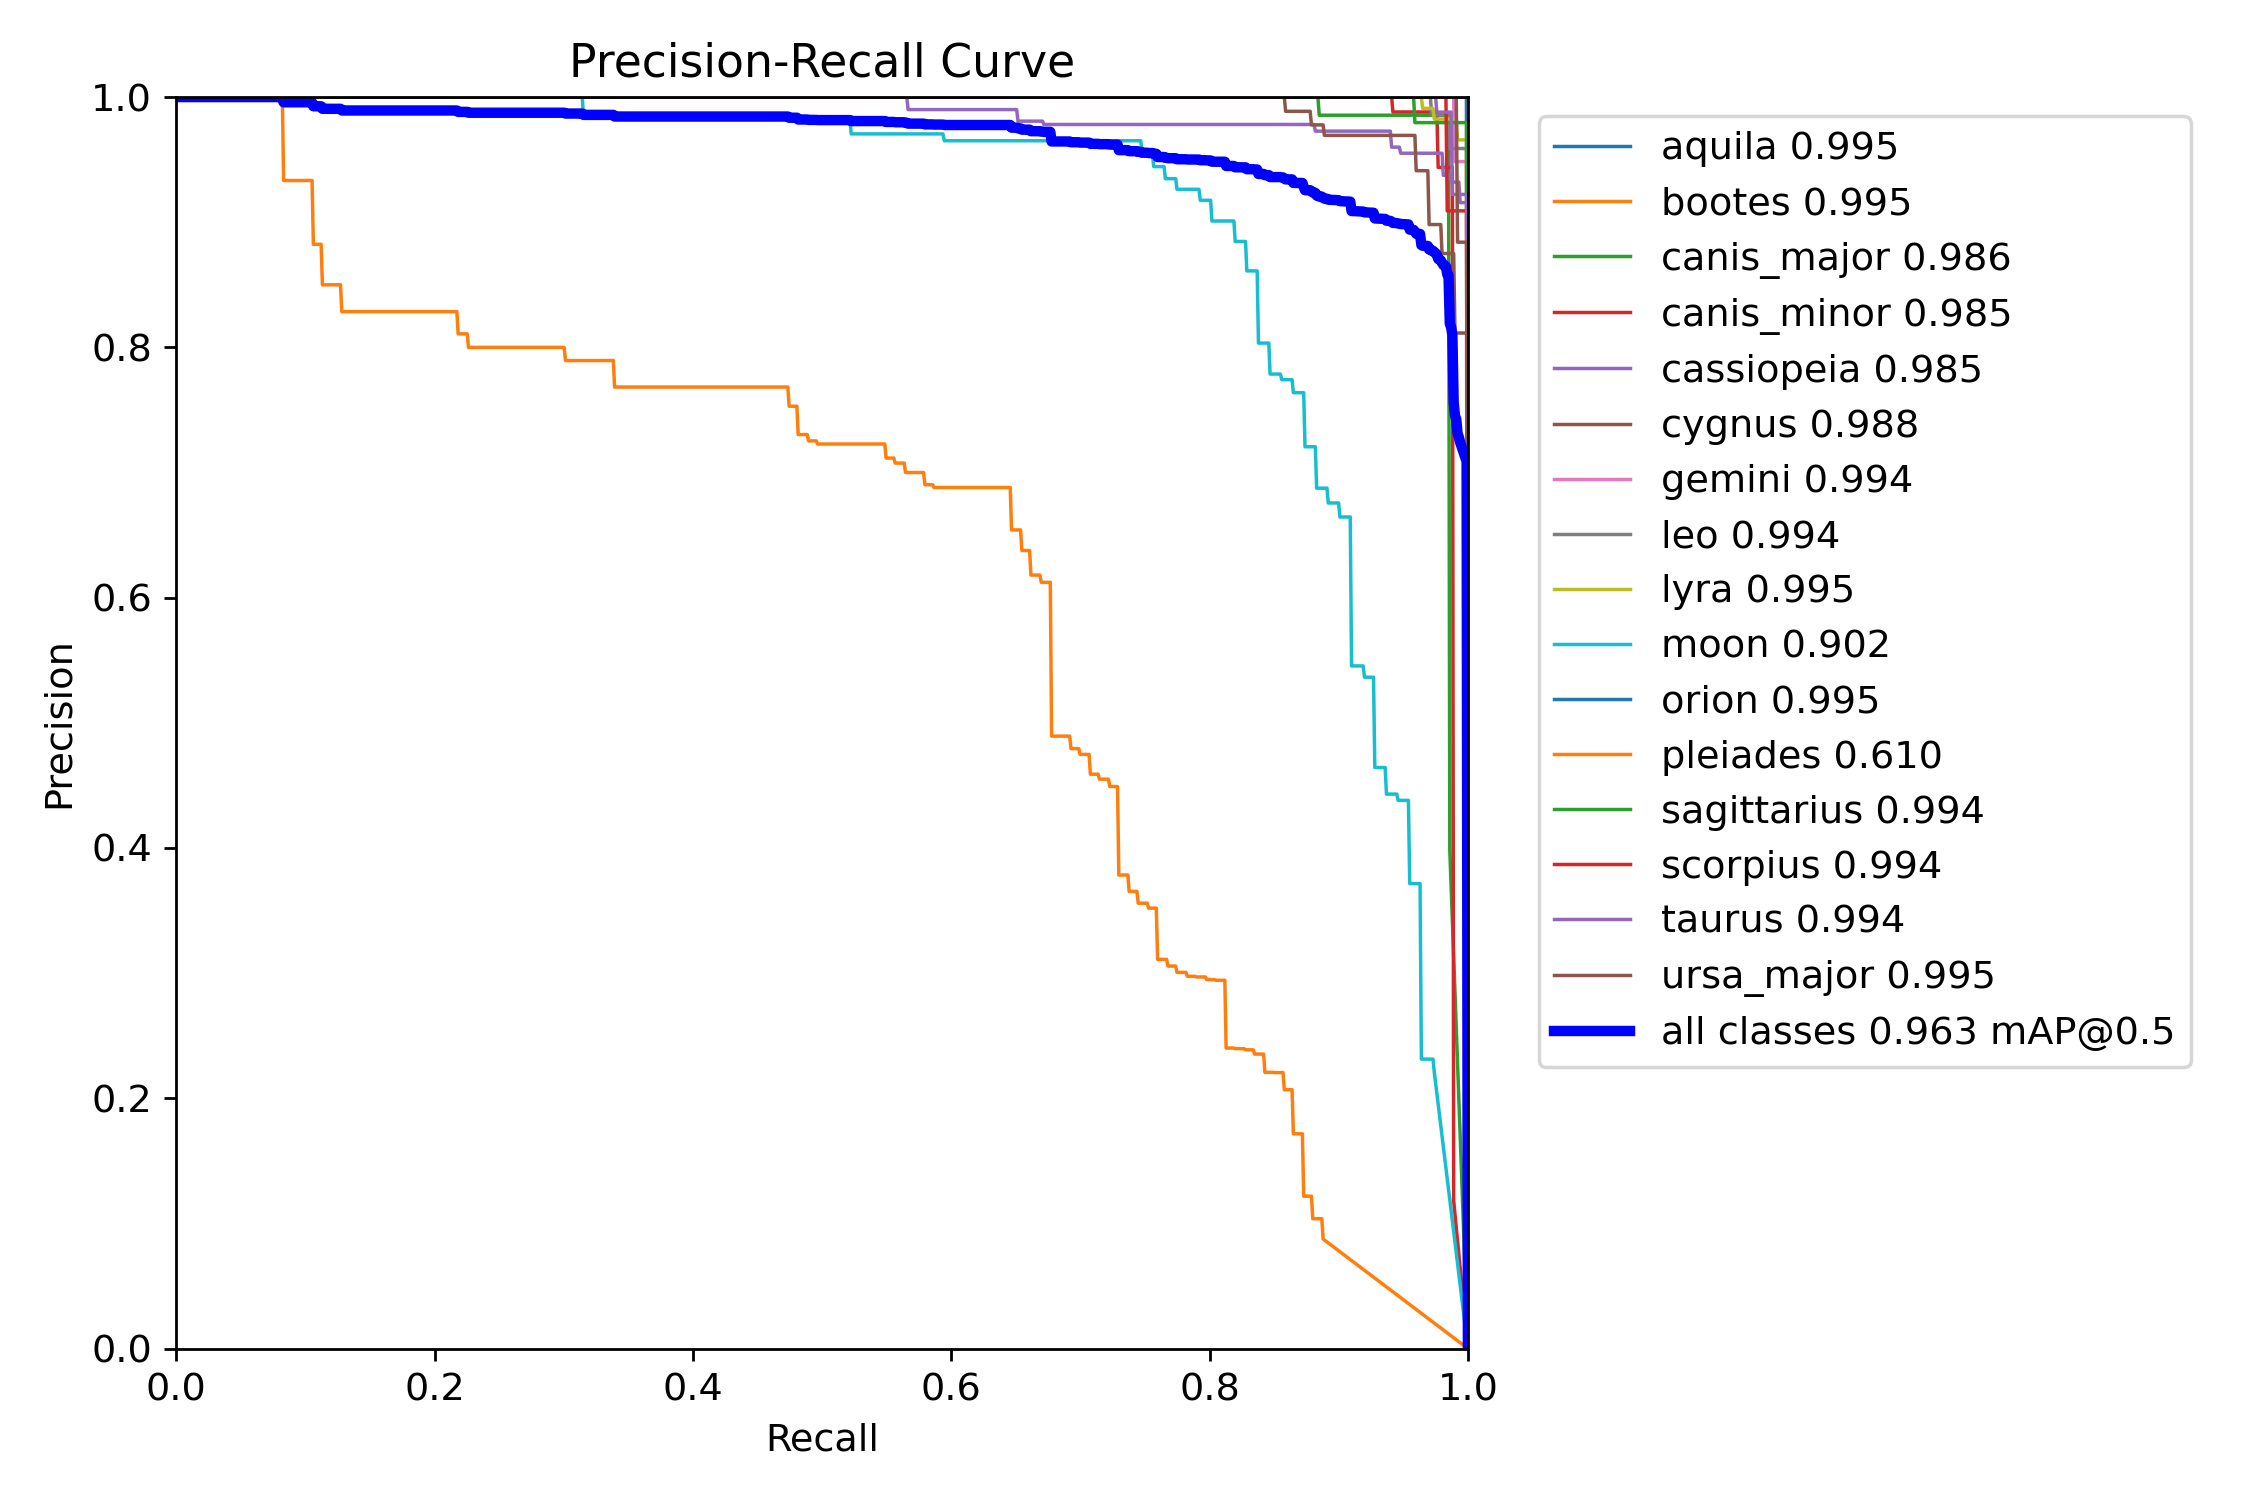 Precision-Recall Curve
1.0
0.8
0.6
0.4
0.2
0.0
Precision
0.0 0.2 0.4 0.6 0.8 1.0
Recall
aquila 0.995
bootes 0.995
canis_major 0.986
canis_minor 0.985
cassiopeia 0.985
cygnus 0.988
gemini 0.994
leo 0.994
lyra 0.995
moon 0.902
orion 0.995
pleiades 0.610
sagittarius 0.994
scorpius 0.994
taurus 0.994
ursa_major 0.995
all classes 0.963 mAP@0.5